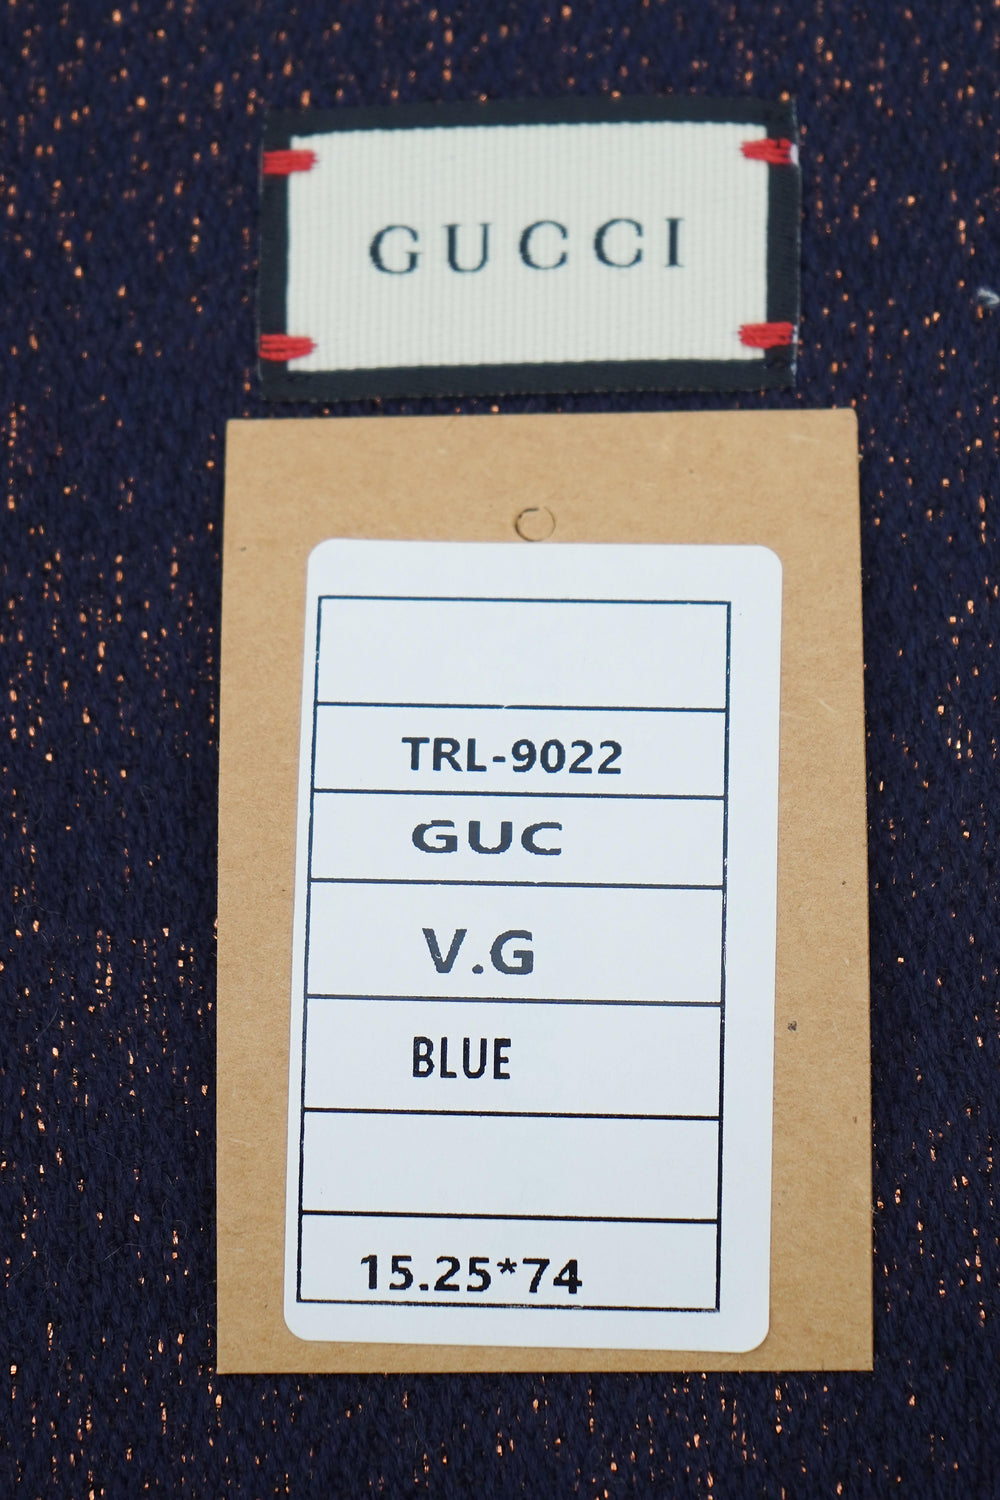 GUCCI
TRL-9022
GUC
V.G
BLUE
15.25*74